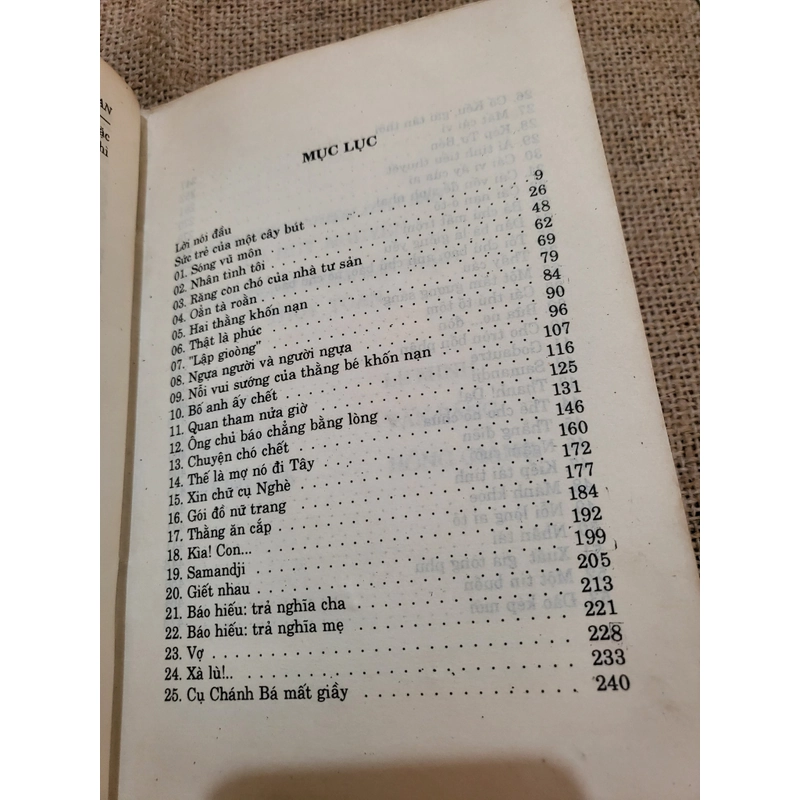 AN
ặc
hi
MỤC LỤC
Lời nói đầu
Sức trẻ của một cây bút . . . . . . . . . . 9
01. Sóng vũ môn . . . . . . . . . . 26
02. Nhân tình tôi . . . . . . . . . . 48
03. Răng con chó của nhà tư sản . . . . . . . . . . 62
04. Oẳn tà roằn . . . . . . . . . . 69
05. Hai thằng khốn nạn . . . . . . . . . . 79
06. Thật là phúc . . . . . . . . . . 84
07. "Lập gioòng" . . . . . . . . . . 90
08. Ngựa người và người ngựa . . . . . . . . . . 96
09. Nỗi vui sướng của thằng bé khốn nạn . . . . . . . . . . 107
10. Bố anh ấy chết . . . . . . . . . . 116
11. Quan tham nửa giờ . . . . . . . . . . 125
12. Ông chủ báo chẳng bằng lòng . . . . . . . . . . 131
13. Chuyện chó chết . . . . . . . . . . 146
14. Thế là mợ nó đi Tây . . . . . . . . . . 160
15. Xin chữ cụ Nghè . . . . . . . . . . 172
16. Gói đồ nữ trang . . . . . . . . . . 177
17. Thằng ăn cắp . . . . . . . . . . 184
18. Kìa! Con... . . . . . . . . . . 192
19. Samandji . . . . . . . . . . 199
20. Giết nhau . . . . . . . . . . 205
21. Báo hiếu: trả nghĩa cha . . . . . . . . . . 213
22. Báo hiếu: trả nghĩa mẹ . . . . . . . . . . 221
23. Vợ . . . . . . . . . . 228
24. Xà lù!.. . . . . . . . . . 233
25. Cụ Chánh Bá mất giầy . . . . . . . . . . 240